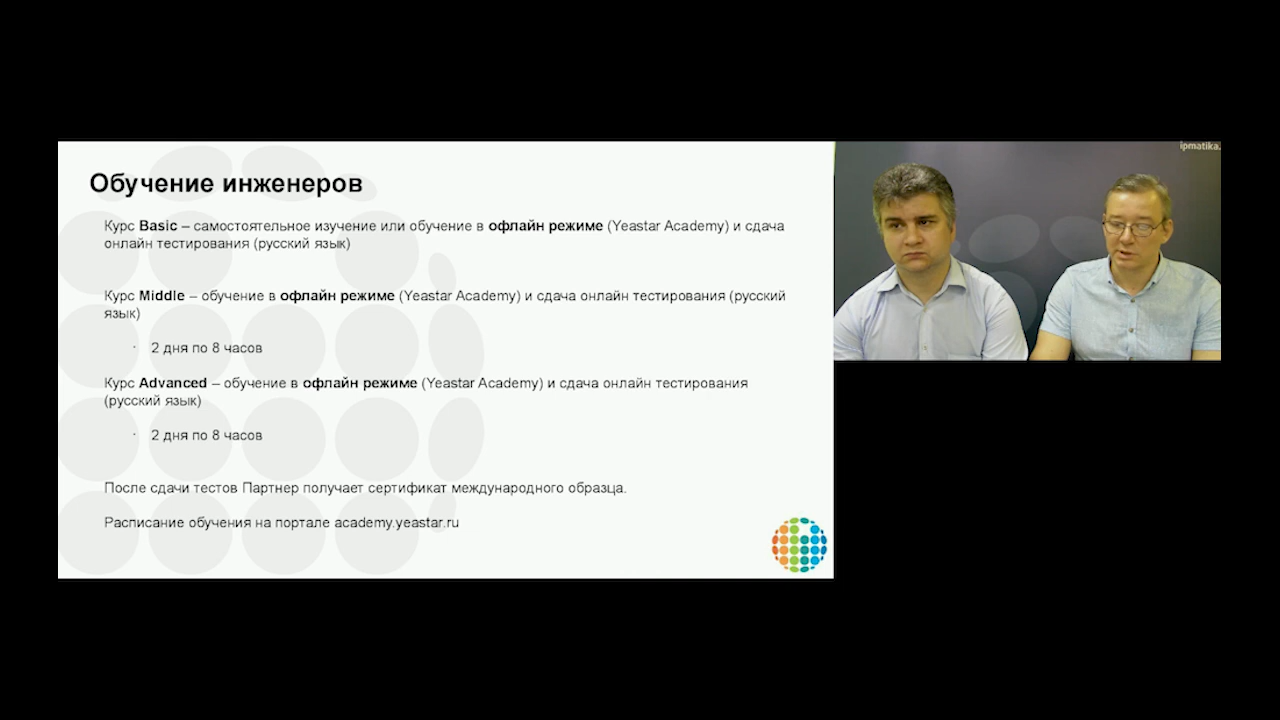 Обучение инженеров
Курс Basic – самостоятельное изучение или обучение в офлайн режиме (Yeastar Academy) и сдача
онлайн тестирования (русский язык)
Курс Middle – обучение в офлайн режиме (Yeastar Academy) и сдача онлайн тестирования (русский
язык)
· 2 дня по 8 часов
Курс Advanced – обучение в офлайн режиме (Yeastar Academy) и сдача онлайн тестирования
(русский язык)
· 2 дня по 8 часов
После сдачи тестов Партнер получает сертификат международного образца.
Расписание обучения на портале academy.yeastar.ru
ipmatika.